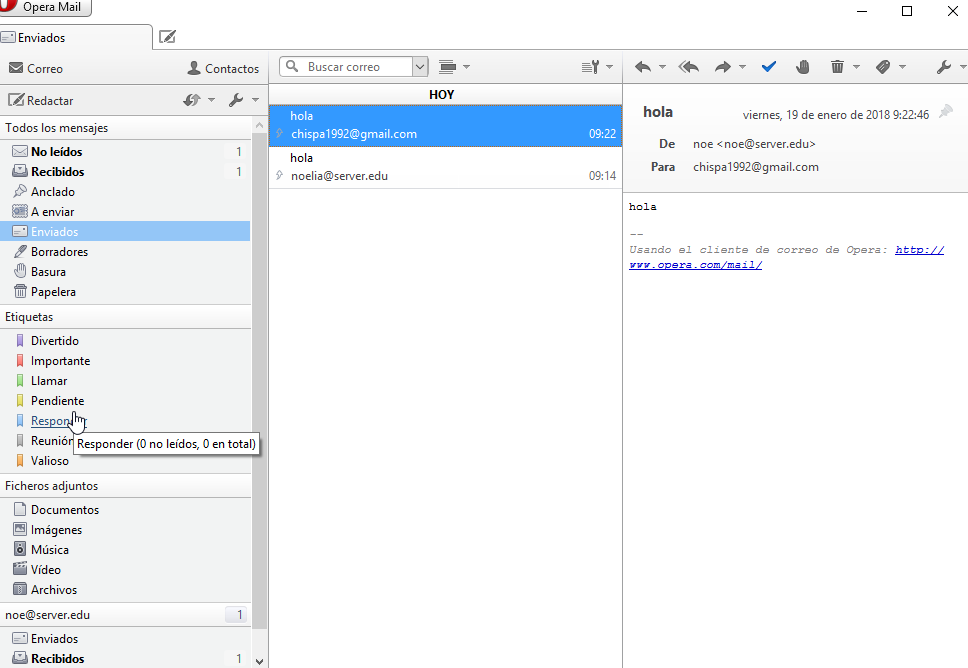 Opera Mail
Enviados
Correo
Contactos
Redactar
Todos los mensajes
No leídos 1
Recibidos 1
Anclado
A enviar
Enviados
Borradores
Basura
Papelera
Etiquetas
Divertido
Importante
Llamar
Pendiente
Respon
Reunión
Responder (0 no leídos, 0 en total)
Valioso
Ficheros adjuntos
Documentos
Imágenes
Música
Vídeo
Archivos
noe@server.edu 1
Enviados
Recibidos 1
Buscar correo
HOY
hola
chispa1992@gmail.com 09:22
hola
noelia@server.edu 09:14
hola viernes, 19 de enero de 2018 9:22:46
De noe <noe@server.edu>
Para chispa1992@gmail.com
hola
--
Usando el cliente de correo de Opera: http://
www.opera.com/mail/